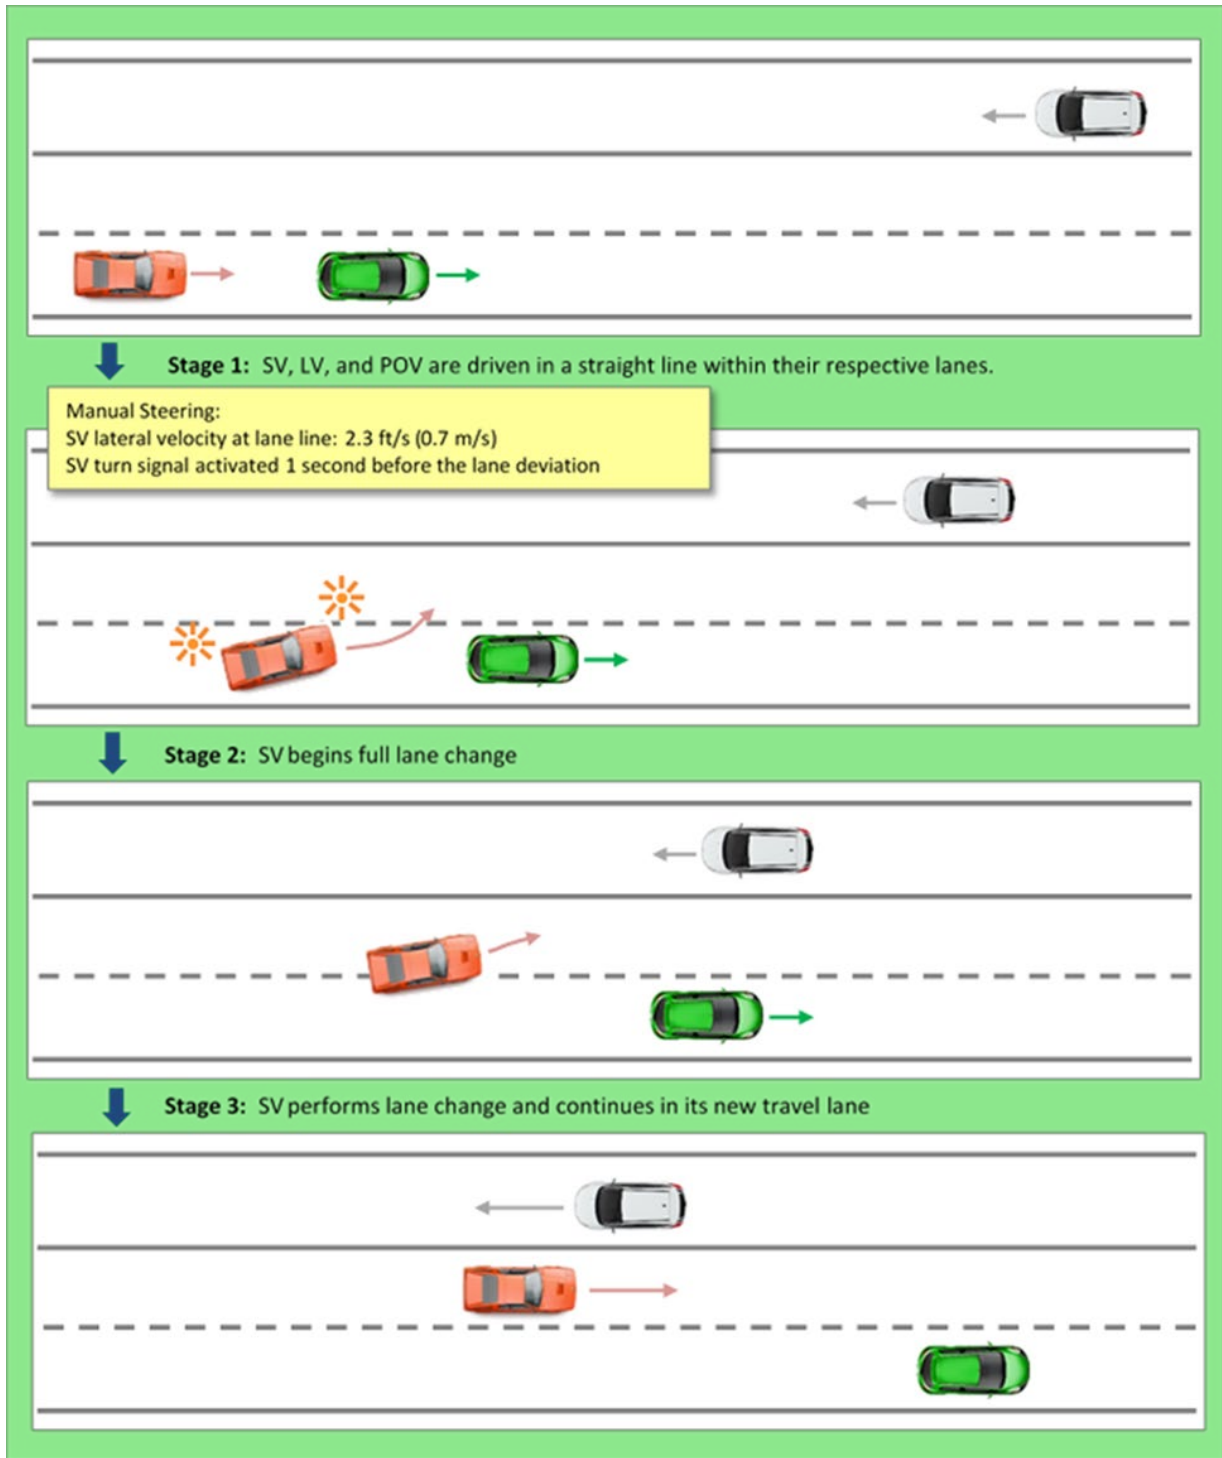 Stage 1: SV, LV, and POV are driven in a straight line within their respective lanes.
Manual Steering:
SV lateral velocity at lane line: 2.3 ft/s (0.7 m/s)
SV turn signal activated 1 second before the lane deviation
Stage 2: SV begins full lane change
Stage 3: SV performs lane change and continues in its new travel lane